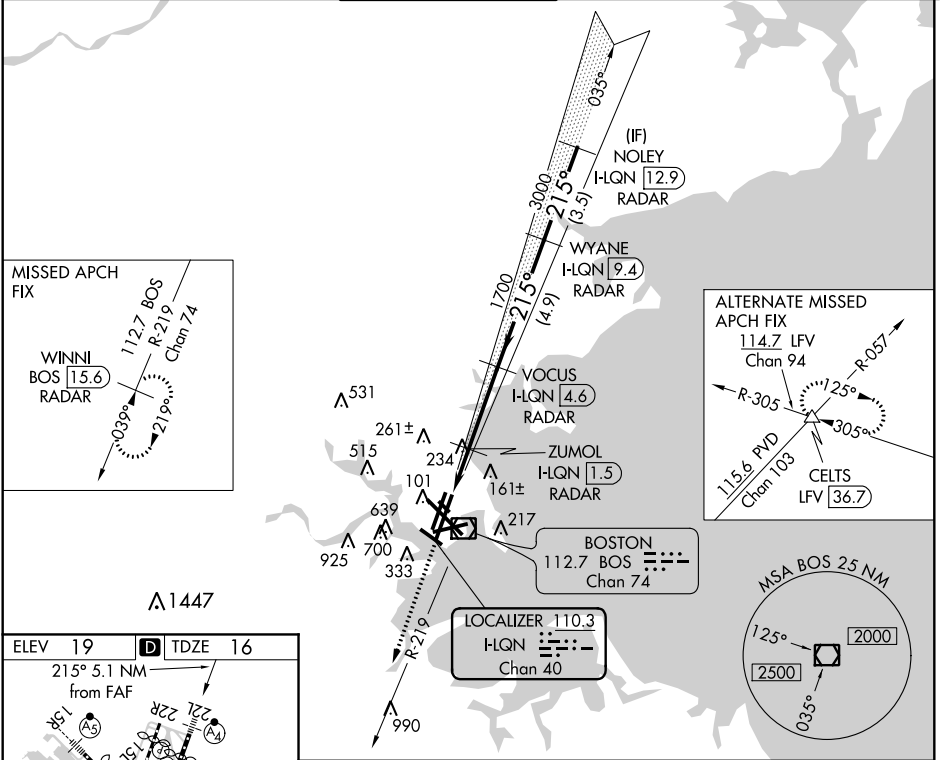 035°
(IF)
NOLEY
I-LQN 12.9
RADAR
3000
215°
(3.5)
WYANE
I-LQN 9.4
RADAR
1700
215°
(4.9)
VOCUS
I-LQN 4.6
RADAR
ZUMOL
I-LQN 1.5
RADAR
MISSED APCH
FIX
112.7 BOS
R-219
Chan 74
WINNI
BOS 15.6
RADAR
039°
219°
ALTERNATE MISSED
APCH FIX
114.7 LFV
Chan 94
R-057
R-305
125°
305°
115.6 PVD
Chan 103
CELTS
LFV 36.7
531
261±
234
515
101
161±
639
217
700
925
333
1447
990
BOSTON
112.7 BOS
Chan 74
LOCALIZER 110.3
I-LQN
Chan 40
R-219
MSA BOS 25 NM
125°
2000
2500
035°
ELEV 19 D TDZE 16
215° 5.1 NM
from FAF
15R
A5
15L
22R
P
22L
A4